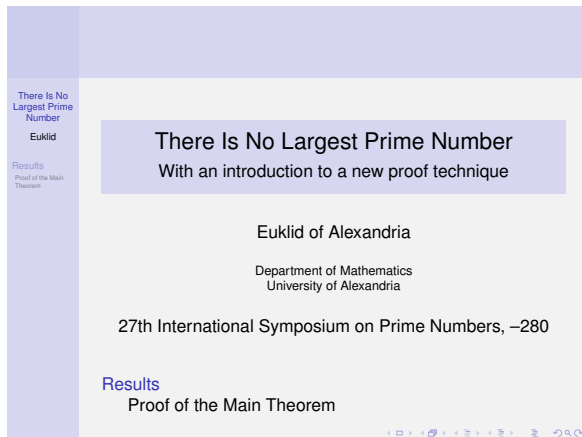 There Is No
Largest Prime
Number
Euklid
Results
Proof of the Main
Theorem
There Is No Largest Prime Number
With an introduction to a new proof technique
Euklid of Alexandria
Department of Mathematics
University of Alexandria
27th International Symposium on Prime Numbers, –280
Results
Proof of the Main Theorem